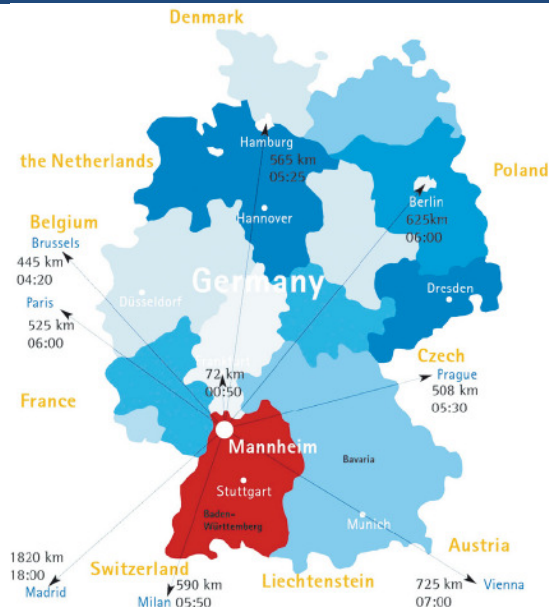 Denmark
Hamburg
565 km
05:25
the Netherlands
Poland
Berlin
625km
06:00
Hannover
Belgium
Brussels
445 km
04:20
Germany
Düsseldorf
Dresden
Paris
525 km
06:00
Frankfurt
72 km
00:50
Czech
Prague
508 km
05:30
France
Mannheim
Bavaria
Stuttgart
Baden-
Württemberg
Munich
Austria
1820 km
18:00
Madrid
Switzerland
590 km
Milan 05:50
Liechtenstein
725 km
07:00
Vienna